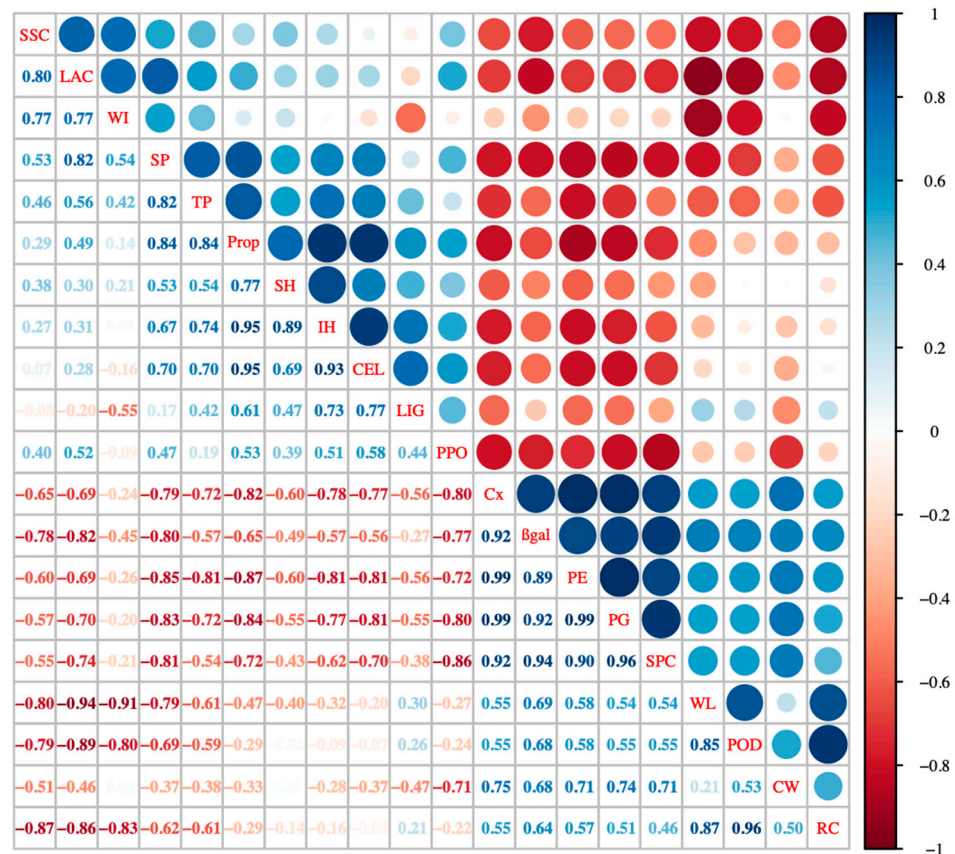 SSC
0.80 LAC
0.77 0.77 WI
0.53 0.82 0.54 SP
0.46 0.56 0.42 0.82 TP
0.29 0.49 0.14 0.84 0.84 Prop
0.38 0.30 0.21 0.53 0.54 0.77 SH
0.27 0.31 0.67 0.74 0.95 0.89 IH
0.07 0.28 −0.16 0.70 0.70 0.95 0.69 0.93 CEL
−0.08 −0.20 −0.55 0.17 0.42 0.61 0.47 0.73 0.77 LIG
0.40 0.52 −0.09 0.47 0.19 0.53 0.39 0.51 0.58 0.44 PPO
−0.65 −0.69 −0.24 −0.79 −0.72 −0.82 −0.60 −0.78 −0.77 −0.56 −0.80 Cx
−0.78 −0.82 −0.45 −0.80 −0.57 −0.65 −0.49 −0.57 −0.56 −0.27 −0.77 0.92 ßgal
−0.60 −0.69 −0.26 −0.85 −0.81 −0.87 −0.60 −0.81 −0.81 −0.56 −0.72 0.99 0.89 PE
−0.57 −0.70 −0.20 −0.83 −0.72 −0.84 −0.55 −0.77 −0.81 −0.55 −0.80 0.99 0.92 0.99 PG
−0.55 −0.74 −0.21 −0.81 −0.54 −0.72 −0.43 −0.62 −0.70 −0.38 −0.86 0.92 0.94 0.90 0.96 SPC
−0.80 −0.94 −0.91 −0.79 −0.61 −0.47 −0.40 −0.32 −0.20 0.30 −0.27 0.55 0.69 0.58 0.54 0.54 WL
−0.79 −0.89 −0.80 −0.69 −0.59 −0.29 −0.09 −0.07 0.26 −0.24 0.55 0.68 0.58 0.55 0.55 0.85 POD
−0.51 −0.46 −0.37 −0.38 −0.33 −0.28 −0.37 −0.47 −0.71 0.75 0.68 0.71 0.74 0.71 0.21 0.53 CW
−0.87 −0.86 −0.83 −0.62 −0.61 −0.29 −0.14 −0.16 0.21 −0.22 0.55 0.64 0.57 0.51 0.46 0.87 0.96 0.50 RC
1
0.8
0.6
0.4
0.2
0
−0.2
−0.4
−0.6
−0.8
−1